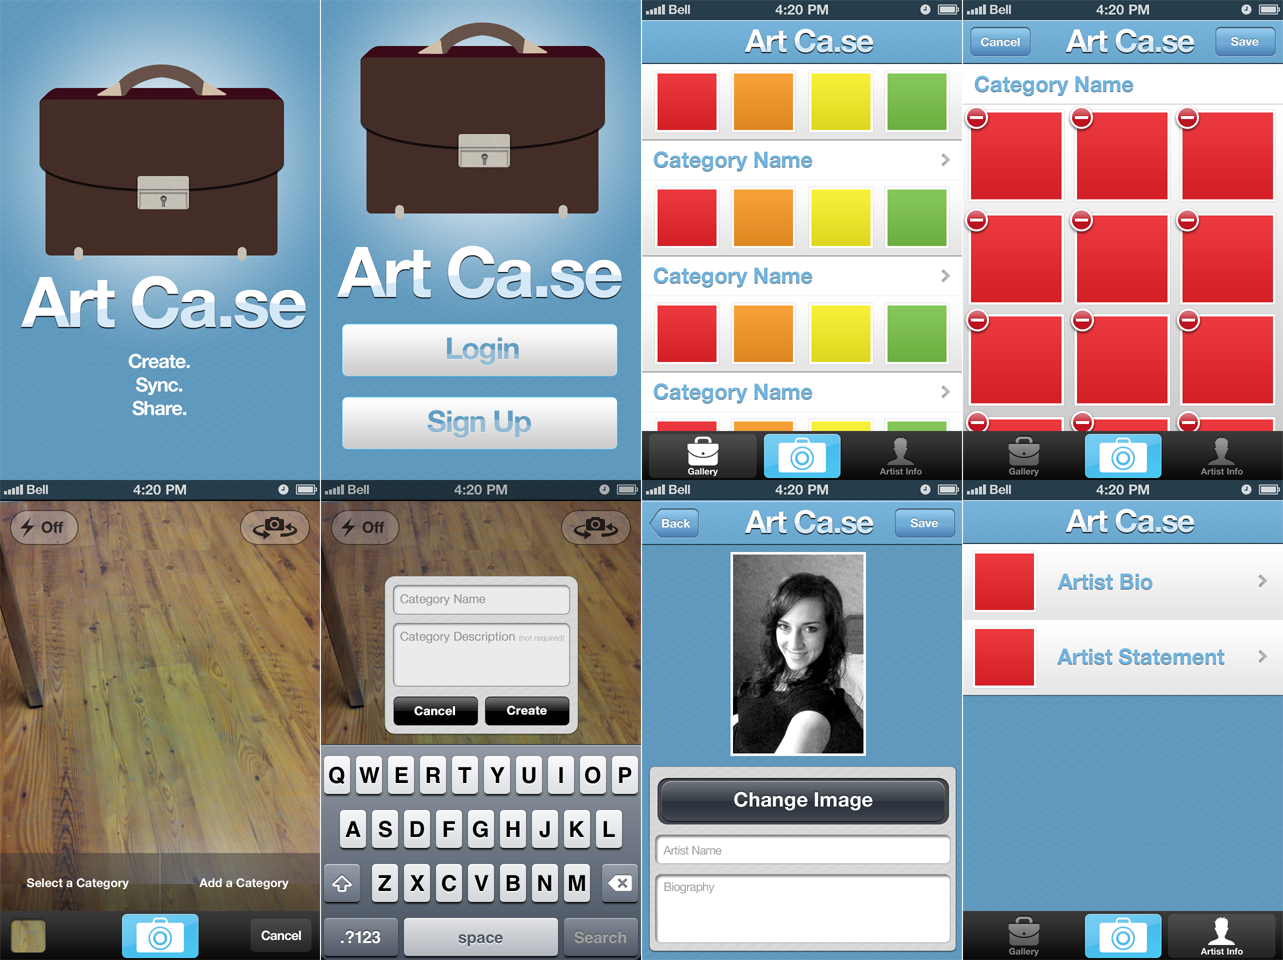 Art Ca.se
Create.
Sync.
Share.
Art Ca.se
Login
Sign Up
Bell 4:20 PM
Art Ca.se
Category Name
Category Name
Category Name
Gallery
Artist Info
Bell 4:20 PM
Cancel Art Ca.se Save
Category Name
Gallery
Artist Info
Bell 4:20 PM
Off
Select a Category Add a Category
Cancel
Bell 4:20 PM
Off
Category Name
Category Description (not required)
Cancel Create
Q W E R T Y U I O P
A S D F G H J K L
Z X C V B N M
.?123 space Search
Bell 4:20 PM
Back Art Ca.se Save
Change Image
Artist Name
Biography
Bell 4:20 PM
Art Ca.se
Artist Bio
Artist Statement
Gallery
Artist Info